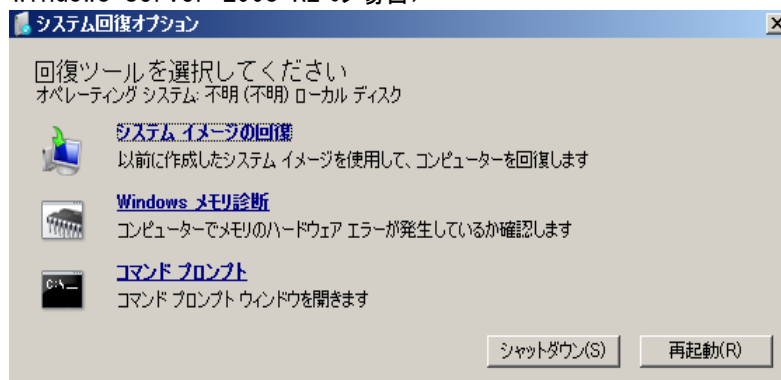 システム回復オプション
回復ツールを選択してください
オペレーティング システム: 不明 (不明) ローカル ディスク
システム イメージの回復
以前に作成したシステム イメージを使用して、コンピューターを回復します
Windows メモリ診断
コンピューターでメモリのハードウェア エラーが発生しているか確認します
コマンド プロンプト
コマンド プロンプト ウィンドウを開きます
シャットダウン(S)
再起動(R)